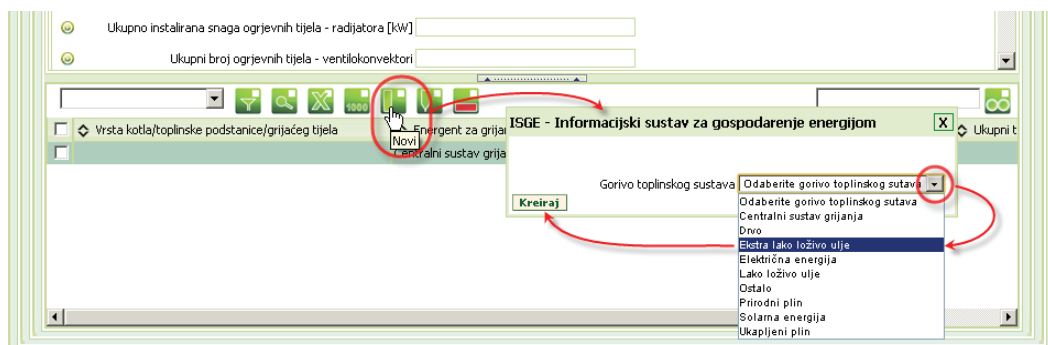 Ukupno instalirana snaga ogrjevnih tijela - radijatora [kW]
Ukupni broj ogrjevnih tijela - ventilokonvektori
1000
Novi
Vrsta kotla/toplinske podstanice/grijaćeg tijela
Energent za grija
Ukupni t
Centralni sustav grija
ISGE - Informacijski sustav za gospodarenje energijom
X
Gorivo toplinskog sustava
Odaberite gorivo toplinskog sutava
Kreiraj
Odaberite gorivo toplinskog sutava
Centralni sustav grijanja
Drvo
Ekstra lako loživo ulje
Električna energija
Lako loživo ulje
Ostalo
Prirodni plin
Solarna energija
Ukapljeni plin